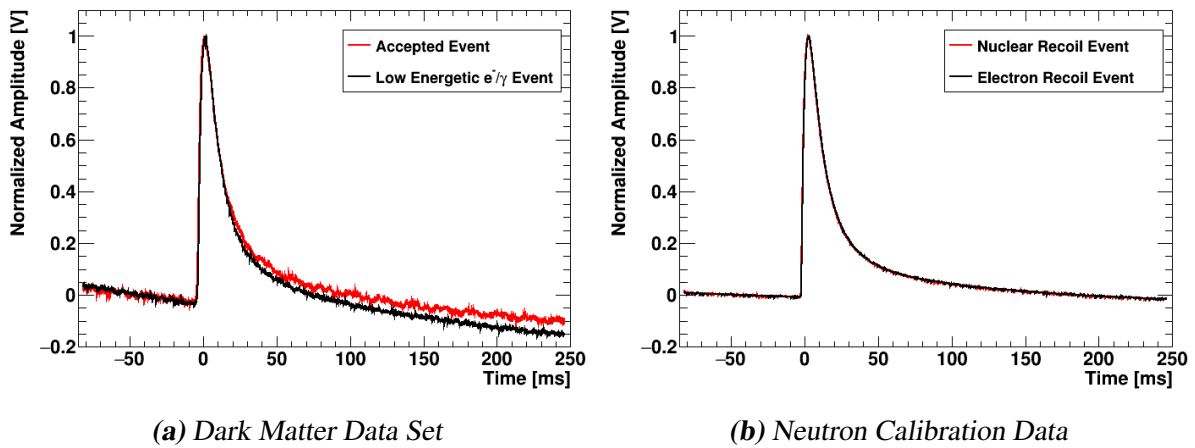 Normalized Amplitude [V]
1
0.8
0.6
0.4
0.2
0
−0.2
−50 0 50 100 150 200 250
Time [ms]
Accepted Event
Low Energetic e⁻/γ Event
(a) Dark Matter Data Set
Normalized Amplitude [V]
1
0.8
0.6
0.4
0.2
0
−0.2
−50 0 50 100 150 200 250
Time [ms]
Nuclear Recoil Event
Electron Recoil Event
(b) Neutron Calibration Data